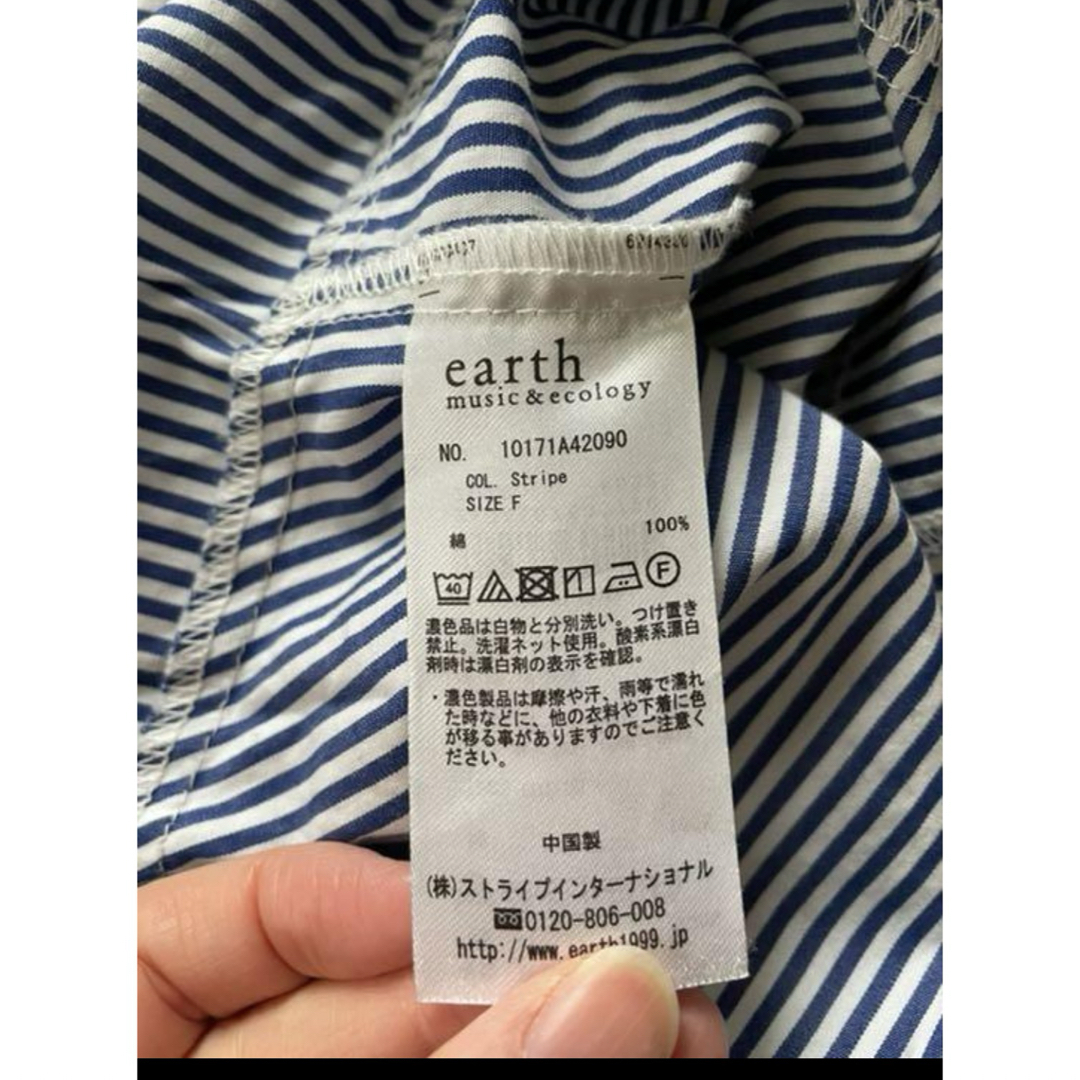 earth
music&ecology
NO. 10171A42090
COL. Stripe
SIZE F
綿 100%
40 F
濃色品は白物と分別洗い。つけ置き
禁止。洗濯ネット使用。酸素系漂白
剤時は漂白剤の表示を確認。
・濃色製品は摩擦や汗、雨等で濡れ
た時などに、他の衣料や下着に色
が移る事がありますのでご注意く
ださい。
中国製
(株)ストライプインターナショナル
0120-806-008
http://www.earth1999.jp